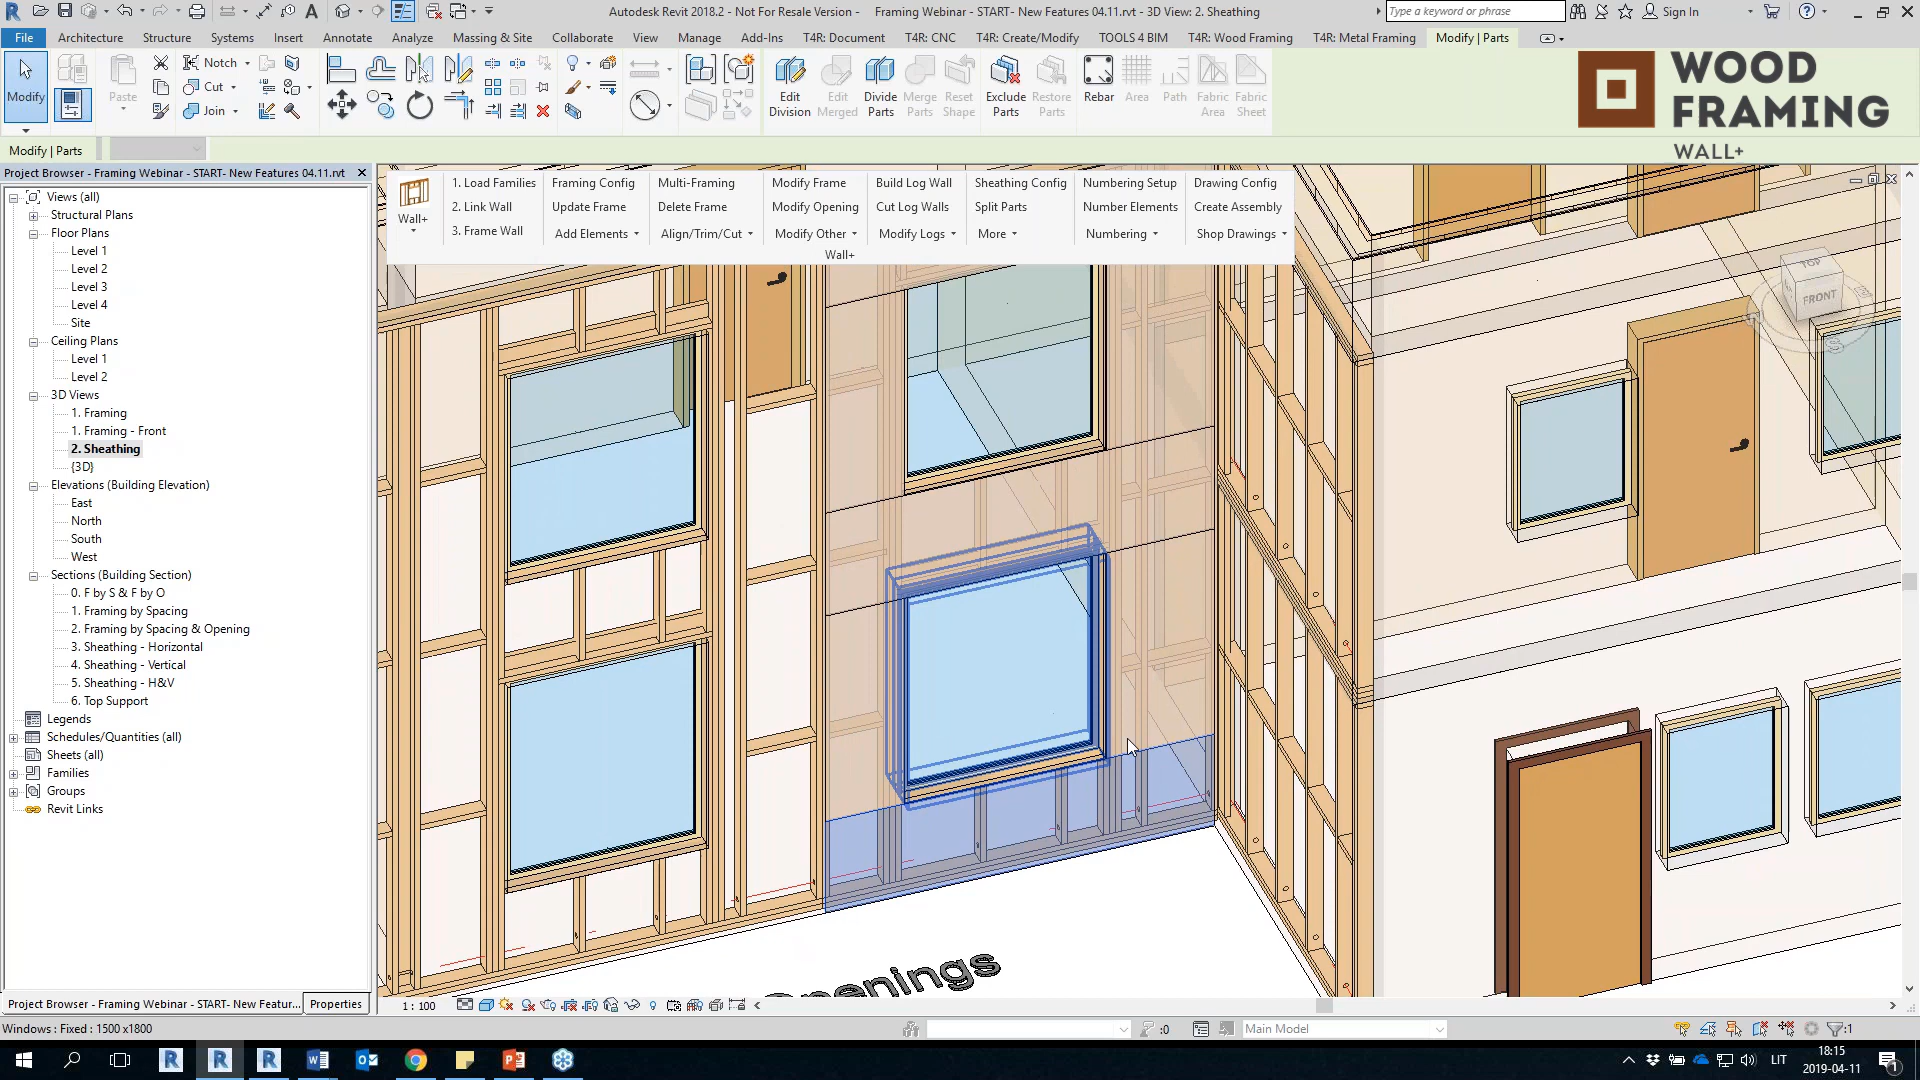 Autodesk Revit 2018.2 - Not For Resale Version - Framing Webinar - START- New Features 04.11.rvt - 3D View: 2. Sheathing
Type a keyword or phrase
Sign In
File Architecture Structure Systems Insert Annotate Analyze Massing & Site Collaborate View Manage Add-Ins T4R: Document T4R: CNC T4R: Create/Modify TOOLS 4 BIM T4R: Wood Framing T4R: Metal Framing Modify | Parts
Modify
Paste
Notch
Cut
Join
Edit Division
Edit Merged
Divide Parts
Merge Parts
Reset Shape
Exclude Parts
Restore Parts
Rebar
Area
Path
Fabric Area
Fabric Sheet
WOOD
FRAMING
WALL+
Modify | Parts
Project Browser - Framing Webinar - START- New Features 04.11.rvt
Views (all)
Structural Plans
Floor Plans
Level 1
Level 2
Level 3
Level 4
Site
Ceiling Plans
Level 1
Level 2
3D Views
1. Framing
1. Framing - Front
2. Sheathing
{3D}
Elevations (Building Elevation)
East
North
South
West
Sections (Building Section)
0. F by S & F by O
1. Framing by Spacing
2. Framing by Spacing & Opening
3. Sheathing - Horizontal
4. Sheathing - Vertical
5. Sheathing - H&V
6. Top Support
Legends
Schedules/Quantities (all)
Sheets (all)
Families
Groups
Revit Links
Wall+
1. Load Families Framing Config Multi-Framing Modify Frame Build Log Wall Sheathing Config Numbering Setup Drawing Config
2. Link Wall Update Frame Delete Frame Modify Opening Cut Log Walls Split Parts Number Elements Create Assembly
3. Frame Wall Add Elements Align/Trim/Cut Modify Other Modify Logs More Numbering Shop Drawings
Wall+
TOP
FRONT
S
Openings
Project Browser - Framing Webinar - START- New Featur... Properties
1 : 100
Windows : Fixed : 1500 x1800
:0
Main Model
:1
LIT
18:15
2019-04-11
1